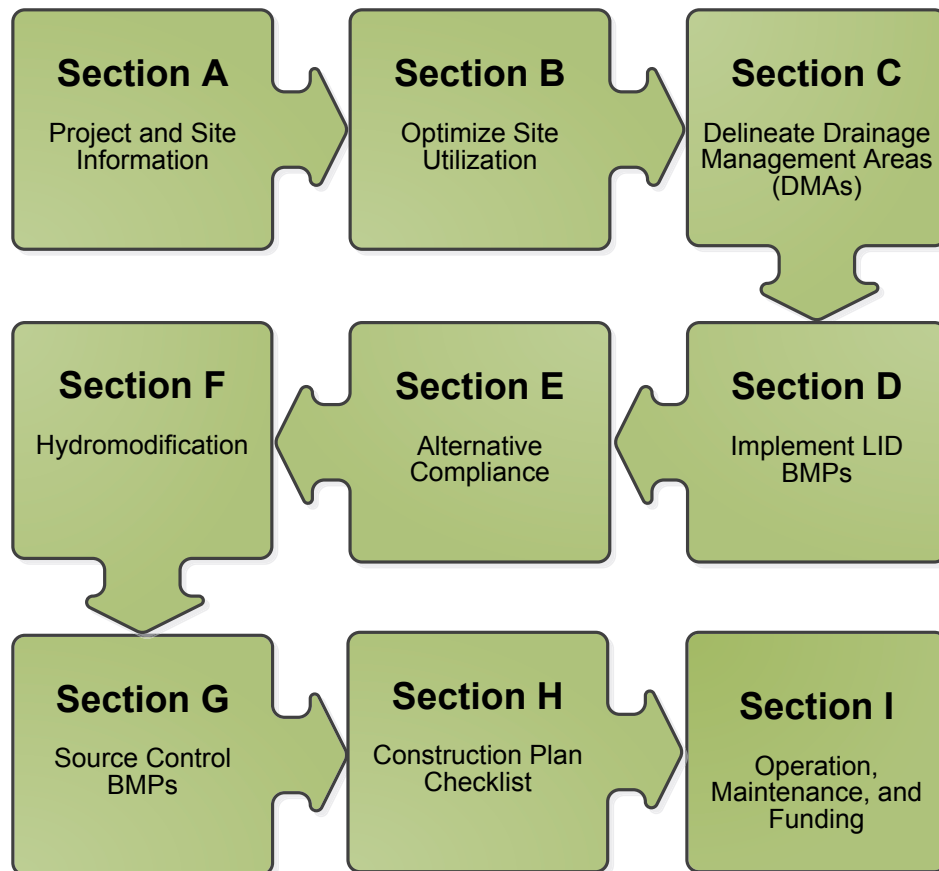 Section A
Project and Site
Information
Section B
Optimize Site
Utilization
Section C
Delineate Drainage
Management Areas
(DMAs)
Section D
Implement LID
BMPs
Section E
Alternative
Compliance
Section F
Hydromodification
Section G
Source Control
BMPs
Section H
Construction Plan
Checklist
Section I
Operation,
Maintenance, and
Funding